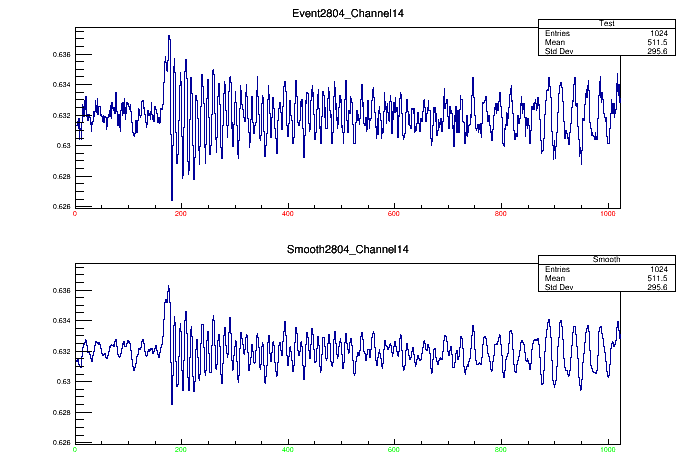 Event2804_Channel14
Test
Entries 1024
Mean 511.5
Std Dev 295.6
0.636
0.634
0.632
0.63
0.628
0.626
0 200 400 600 800 1000
Smooth2804_Channel14
Smooth
Entries 1024
Mean 511.5
Std Dev 295.6
0.636
0.634
0.632
0.63
0.628
0.626
0 200 400 600 800 1000